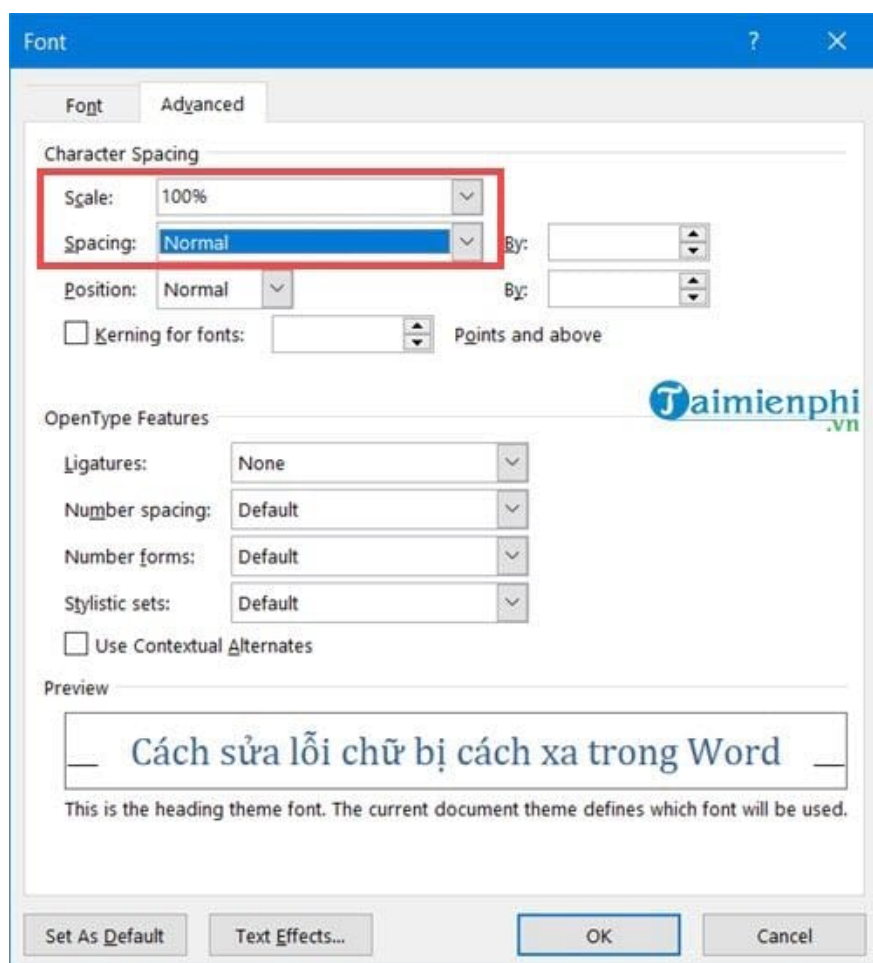 Font ?
Font Advanced
Character Spacing
Scale: 100%
Spacing: Normal By:
Position: Normal By:
Kerning for fonts: Points and above
Taimienphi
.vn
OpenType Features
Ligatures: None
Number spacing: Default
Number forms: Default
Stylistic sets: Default
Use Contextual Alternates
Preview
Cách sửa lỗi chữ bị cách xa trong Word
This is the heading theme font. The current document theme defines which font will be used.
Set As Default Text Effects... OK Cancel